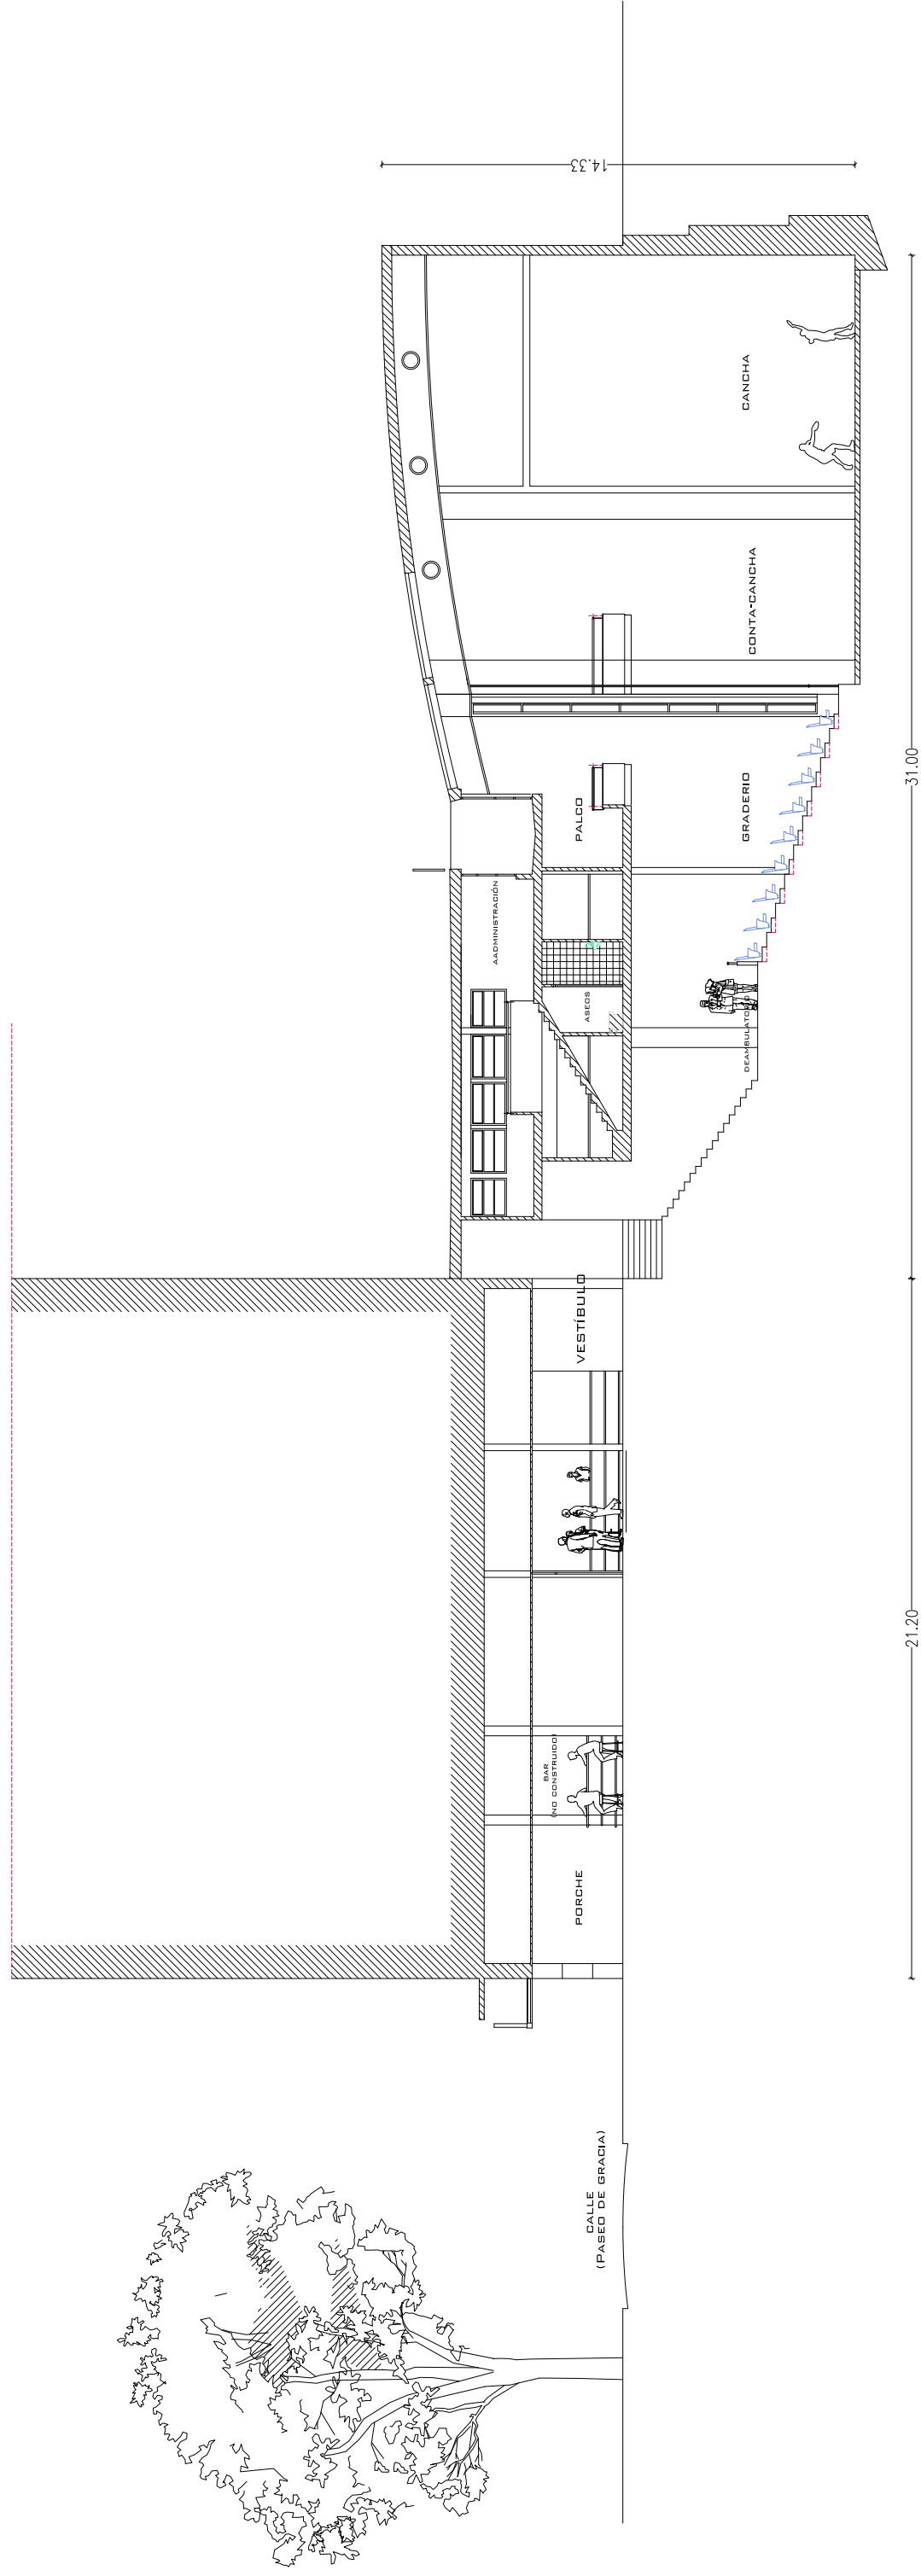 CALLE
(PASEO DE GRACIA)
PORCHE
BAR
(NO CONSTRUIDO)
VESTÍBULO
AADMINISTRACIÓN
ASEOS
DEAMBULATORIO
PALCO
GRADERIO
CONTA-CANCHA
CANCHA
14.33
21.20
31.00